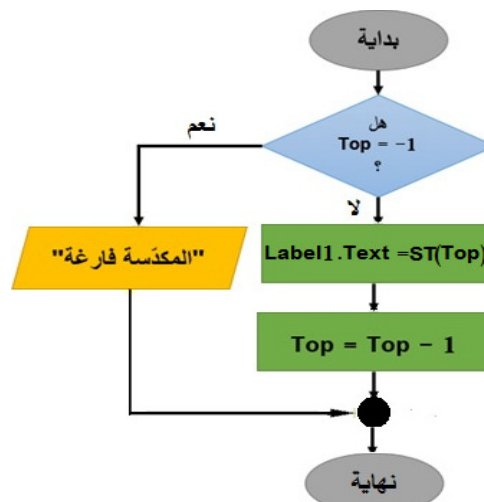 بداية
هل
Top = -1
؟
نعم
لا
"المكدّسة فارغة"
Label1.Text =ST(Top)
Top = Top - 1
نهاية